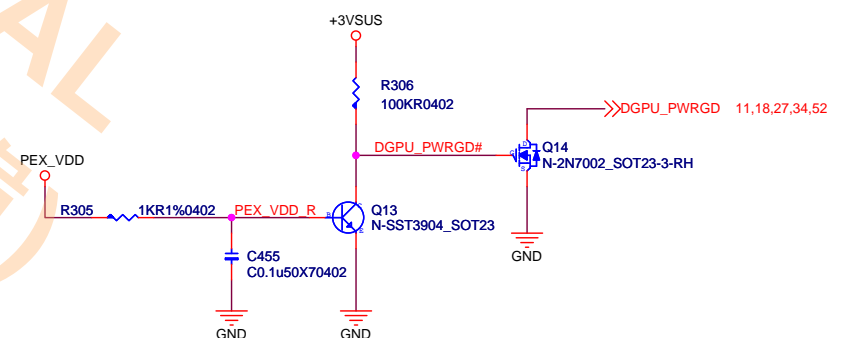 AL
+3VSUS
R306
100KR0402
DGPU_PWRGD 11,18,27,34,52
DGPU_PWRGD#
D
G
S
Q14
N-2N7002_SOT23-3-RH
PEX_VDD
R305
1KR1%0402
PEX_VDD_R
B
C
E
Q13
N-SST3904_SOT23
C455
C0.1u50X70402
GND
GND
GND